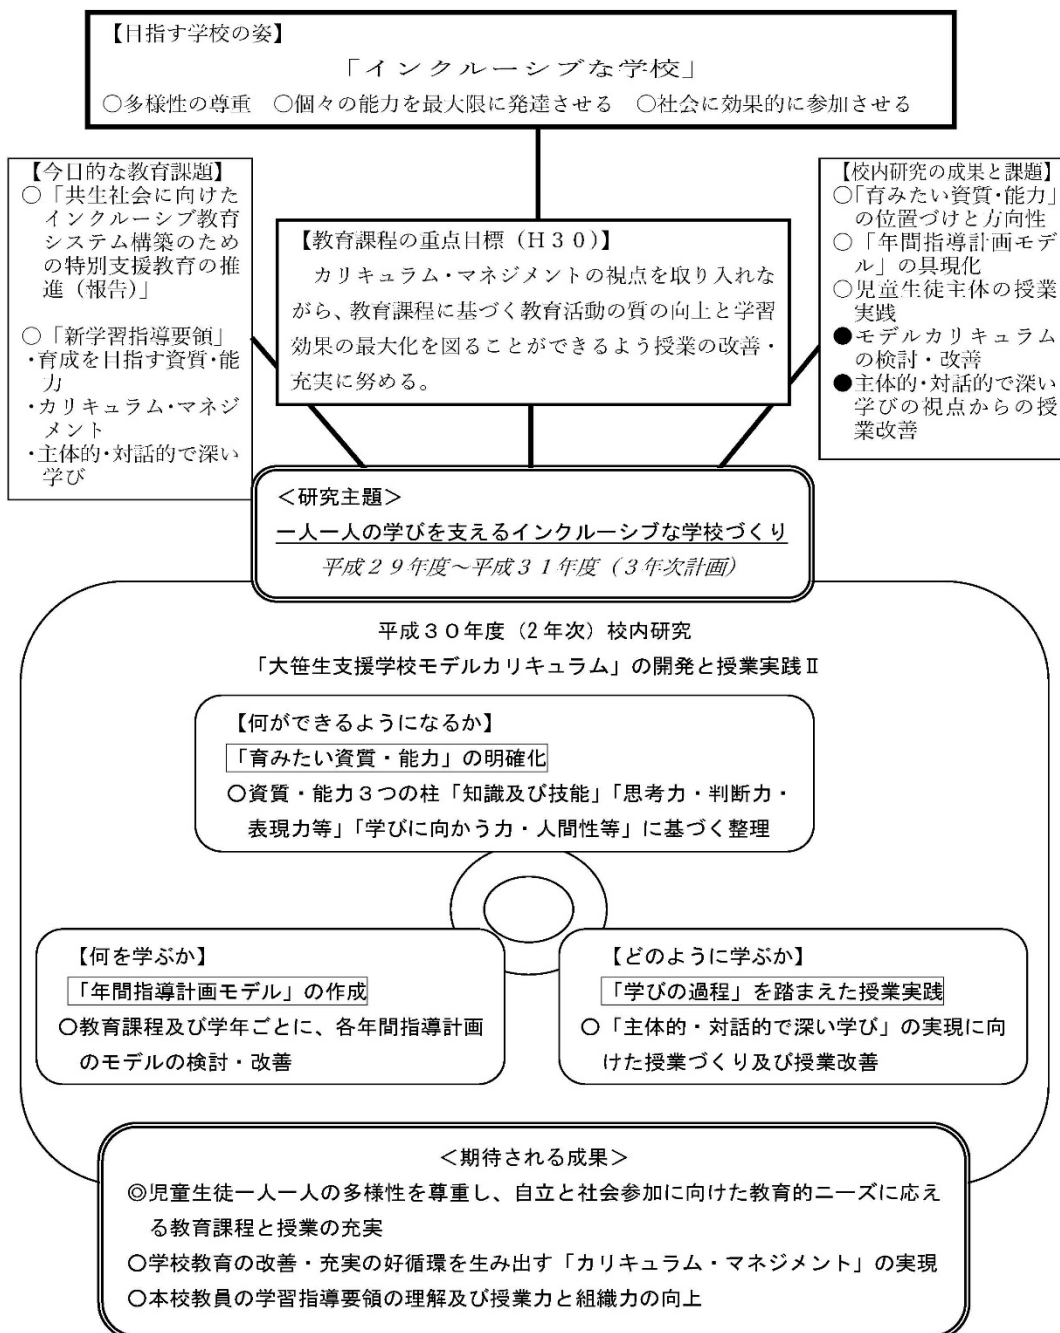 【目指す学校の姿】
「インクルーシブな学校」
○多様性の尊重　○個々の能力を最大限に発達させる　○社会に効果的に参加させる
【今日的な教育課題】
○「共生社会に向けた
インクルーシブ教育
システム構築のため
の特別支援教育の推
進（報告）」
○「新学習指導要領」
・育成を目指す資質・能
力
・カリキュラム・マネジ
メント
・主体的・対話的で深い
学び
【教育課程の重点目標（Ｈ３０）】
カリキュラム・マネジメントの視点を取り入れな
がら、教育課程に基づく教育活動の質の向上と学習
効果の最大化を図ることができるよう授業の改善・
充実に努める。
【校内研究の成果と課題】
○「育みたい資質・能力」
の位置づけと方向性
○「年間指導計画モデ
ル」の具現化
○児童生徒主体の授業
実践
●モデルカリキュラム
の検討・改善
●主体的・対話的で深い
学びの視点からの授
業改善
＜研究主題＞
一人一人の学びを支えるインクルーシブな学校づくり
平成２９年度～平成３１年度（３年次計画）
平成３０年度（２年次）校内研究
「大笹生支援学校モデルカリキュラム」の開発と授業実践Ⅱ
【何ができるようになるか】
「育みたい資質・能力」の明確化
○資質・能力３つの柱「知識及び技能」「思考力・判断力・
表現力等」「学びに向かう力・人間性等」に基づく整理
【何を学ぶか】
「年間指導計画モデル」の作成
○教育課程及び学年ごとに、各年間指導計画
のモデルの検討・改善
【どのように学ぶか】
「学びの過程」を踏まえた授業実践
○「主体的・対話的で深い学び」の実現に向
けた授業づくり及び授業改善
＜期待される成果＞
◎児童生徒一人一人の多様性を尊重し、自立と社会参加に向けた教育的ニーズに応え
る教育課程と授業の充実
○学校教育の改善・充実の好循環を生み出す「カリキュラム・マネジメント」の実現
○本校教員の学習指導要領の理解及び授業力と組織力の向上